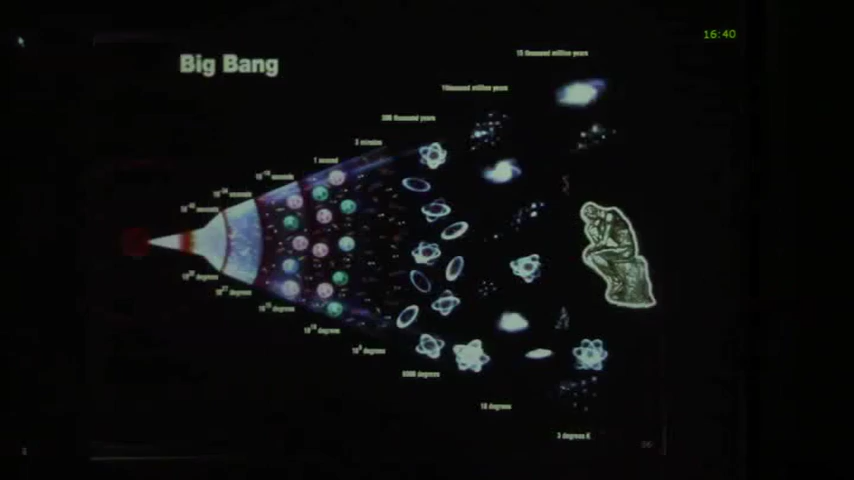 16:40
15 thousand million years
Big Bang
1 thousand million years
300 thousand years
3 minutes
1 second
10⁻¹⁰ seconds
10⁻³⁴ seconds
10⁻⁴³ seconds
10³² degrees
10²⁷ degrees
10¹⁵ degrees
10¹⁰ degrees
10⁹ degrees
6000 degrees
18 degrees
3 degrees K